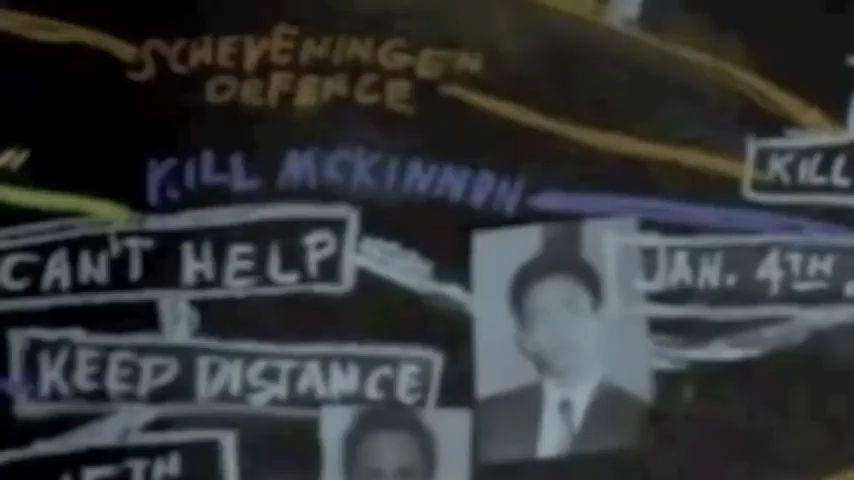 SCHEVENINGEN
DEFENCE
KILL MCKINNON
KILL
CAN'T HELP
JAN. 4TH
KEEP DISTANCE